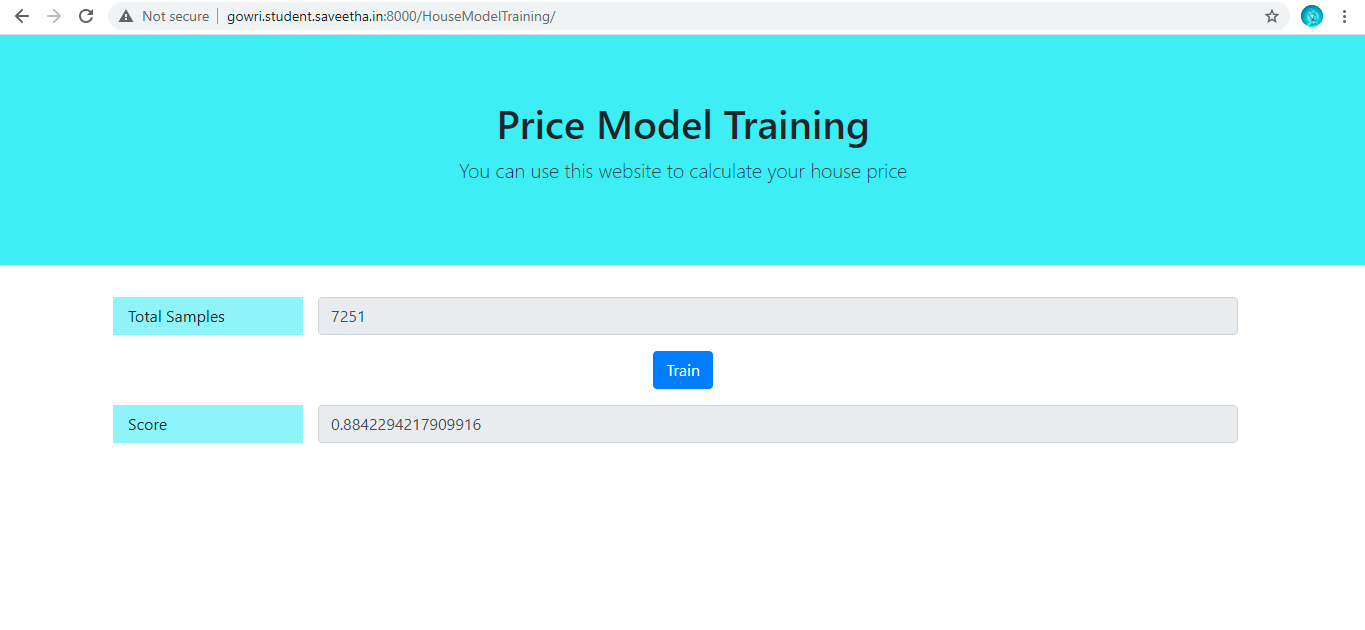 Not secure gowri.student.saveetha.in:8000/HouseModelTraining/
Price Model Training
You can use this website to calculate your house price
Total Samples 7251
Train
Score 0.8842294217909916